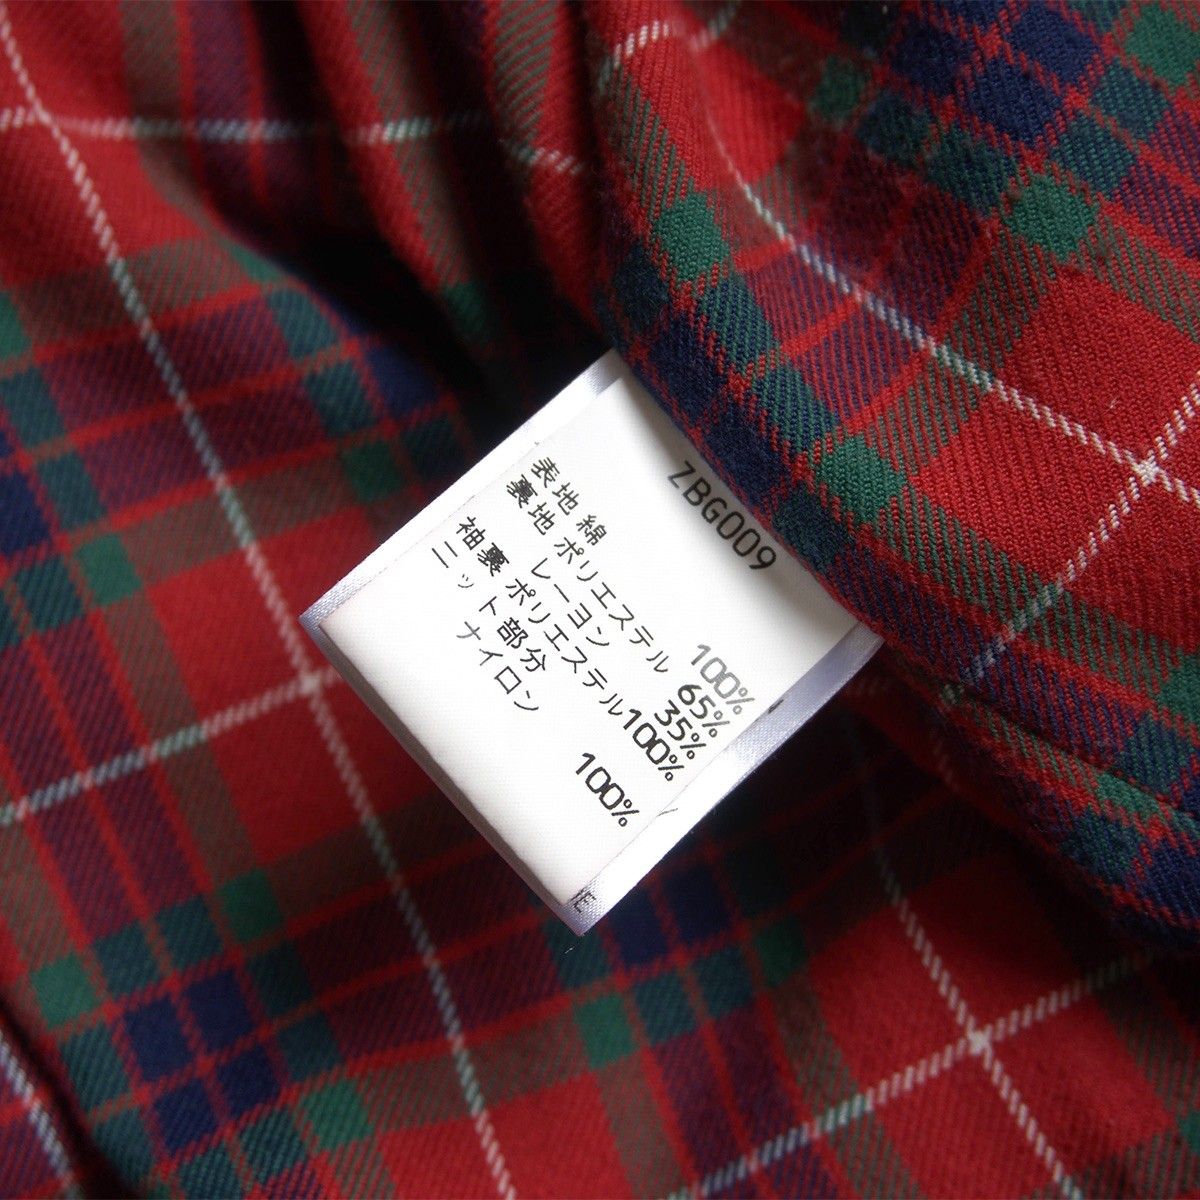 ZBG009
表地 綿 100%
裏地 ポリエステル 65%
レーヨン 35%
袖裏 ポリエステル100%
ニット部分
ナイロン 100%
IE